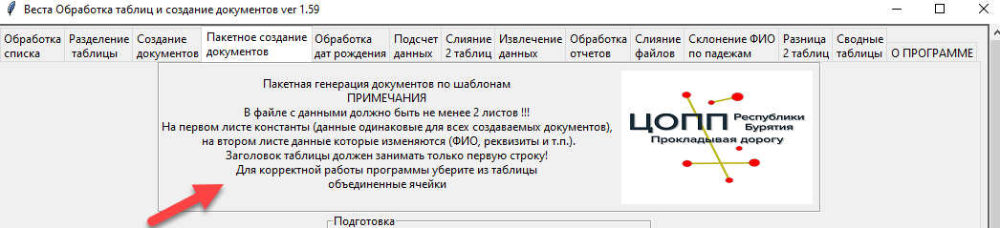 Веста Обработка таблиц и создание документов ver 1.59
Обработка списка
Разделение таблицы
Создание документов
Пакетное создание документов
Обработка дат рождения
Подсчет данных
Слияние 2 таблиц
Извлечение данных
Обработка отчетов
Слияние файлов
Склонение ФИО по падежам
Разница 2 таблиц
Сводные таблицы
О ПРОГРАММЕ
Пакетная генерация документов по шаблонам
ПРИМЕЧАНИЯ
В файле с данными должно быть не менее 2 листов !!!
На первом листе константы (данные одинаковые для всех создаваемых документов),
на втором листе данные которые изменяются (ФИО, реквизиты и т.п.).
Заголовок таблицы должен занимать только первую строку!
Для корректной работы программы уберите из таблицы
объединенные ячейки
ЦОПП Республики Бурятия
Прокладывая дорогу
Подготовка